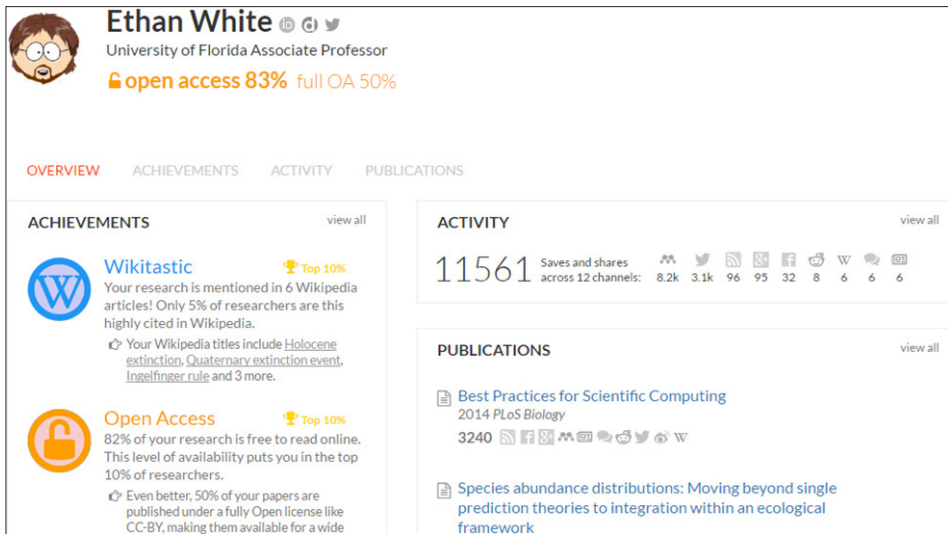 Ethan White
University of Florida Associate Professor
open access 83% full OA 50%
OVERVIEW ACHIEVEMENTS ACTIVITY PUBLICATIONS
ACHIEVEMENTS view all
Wikitastic Top 10%
Your research is mentioned in 6 Wikipedia
articles! Only 5% of researchers are this
highly cited in Wikipedia.
Your Wikipedia titles include Holocene
extinction, Quaternary extinction event,
Ingelfinger rule and 3 more.
Open Access Top 10%
82% of your research is free to read online.
This level of availability puts you in the top
10% of researchers.
Even better, 50% of your papers are
published under a fully Open license like
CC-BY, making them available for a wide
ACTIVITY view all
11561 Saves and shares
across 12 channels:
8.2k 3.1k 96 95 32 8 6 6 6
PUBLICATIONS view all
Best Practices for Scientific Computing
2014 PLoS Biology
3240
Species abundance distributions: Moving beyond single
prediction theories to integration within an ecological
framework